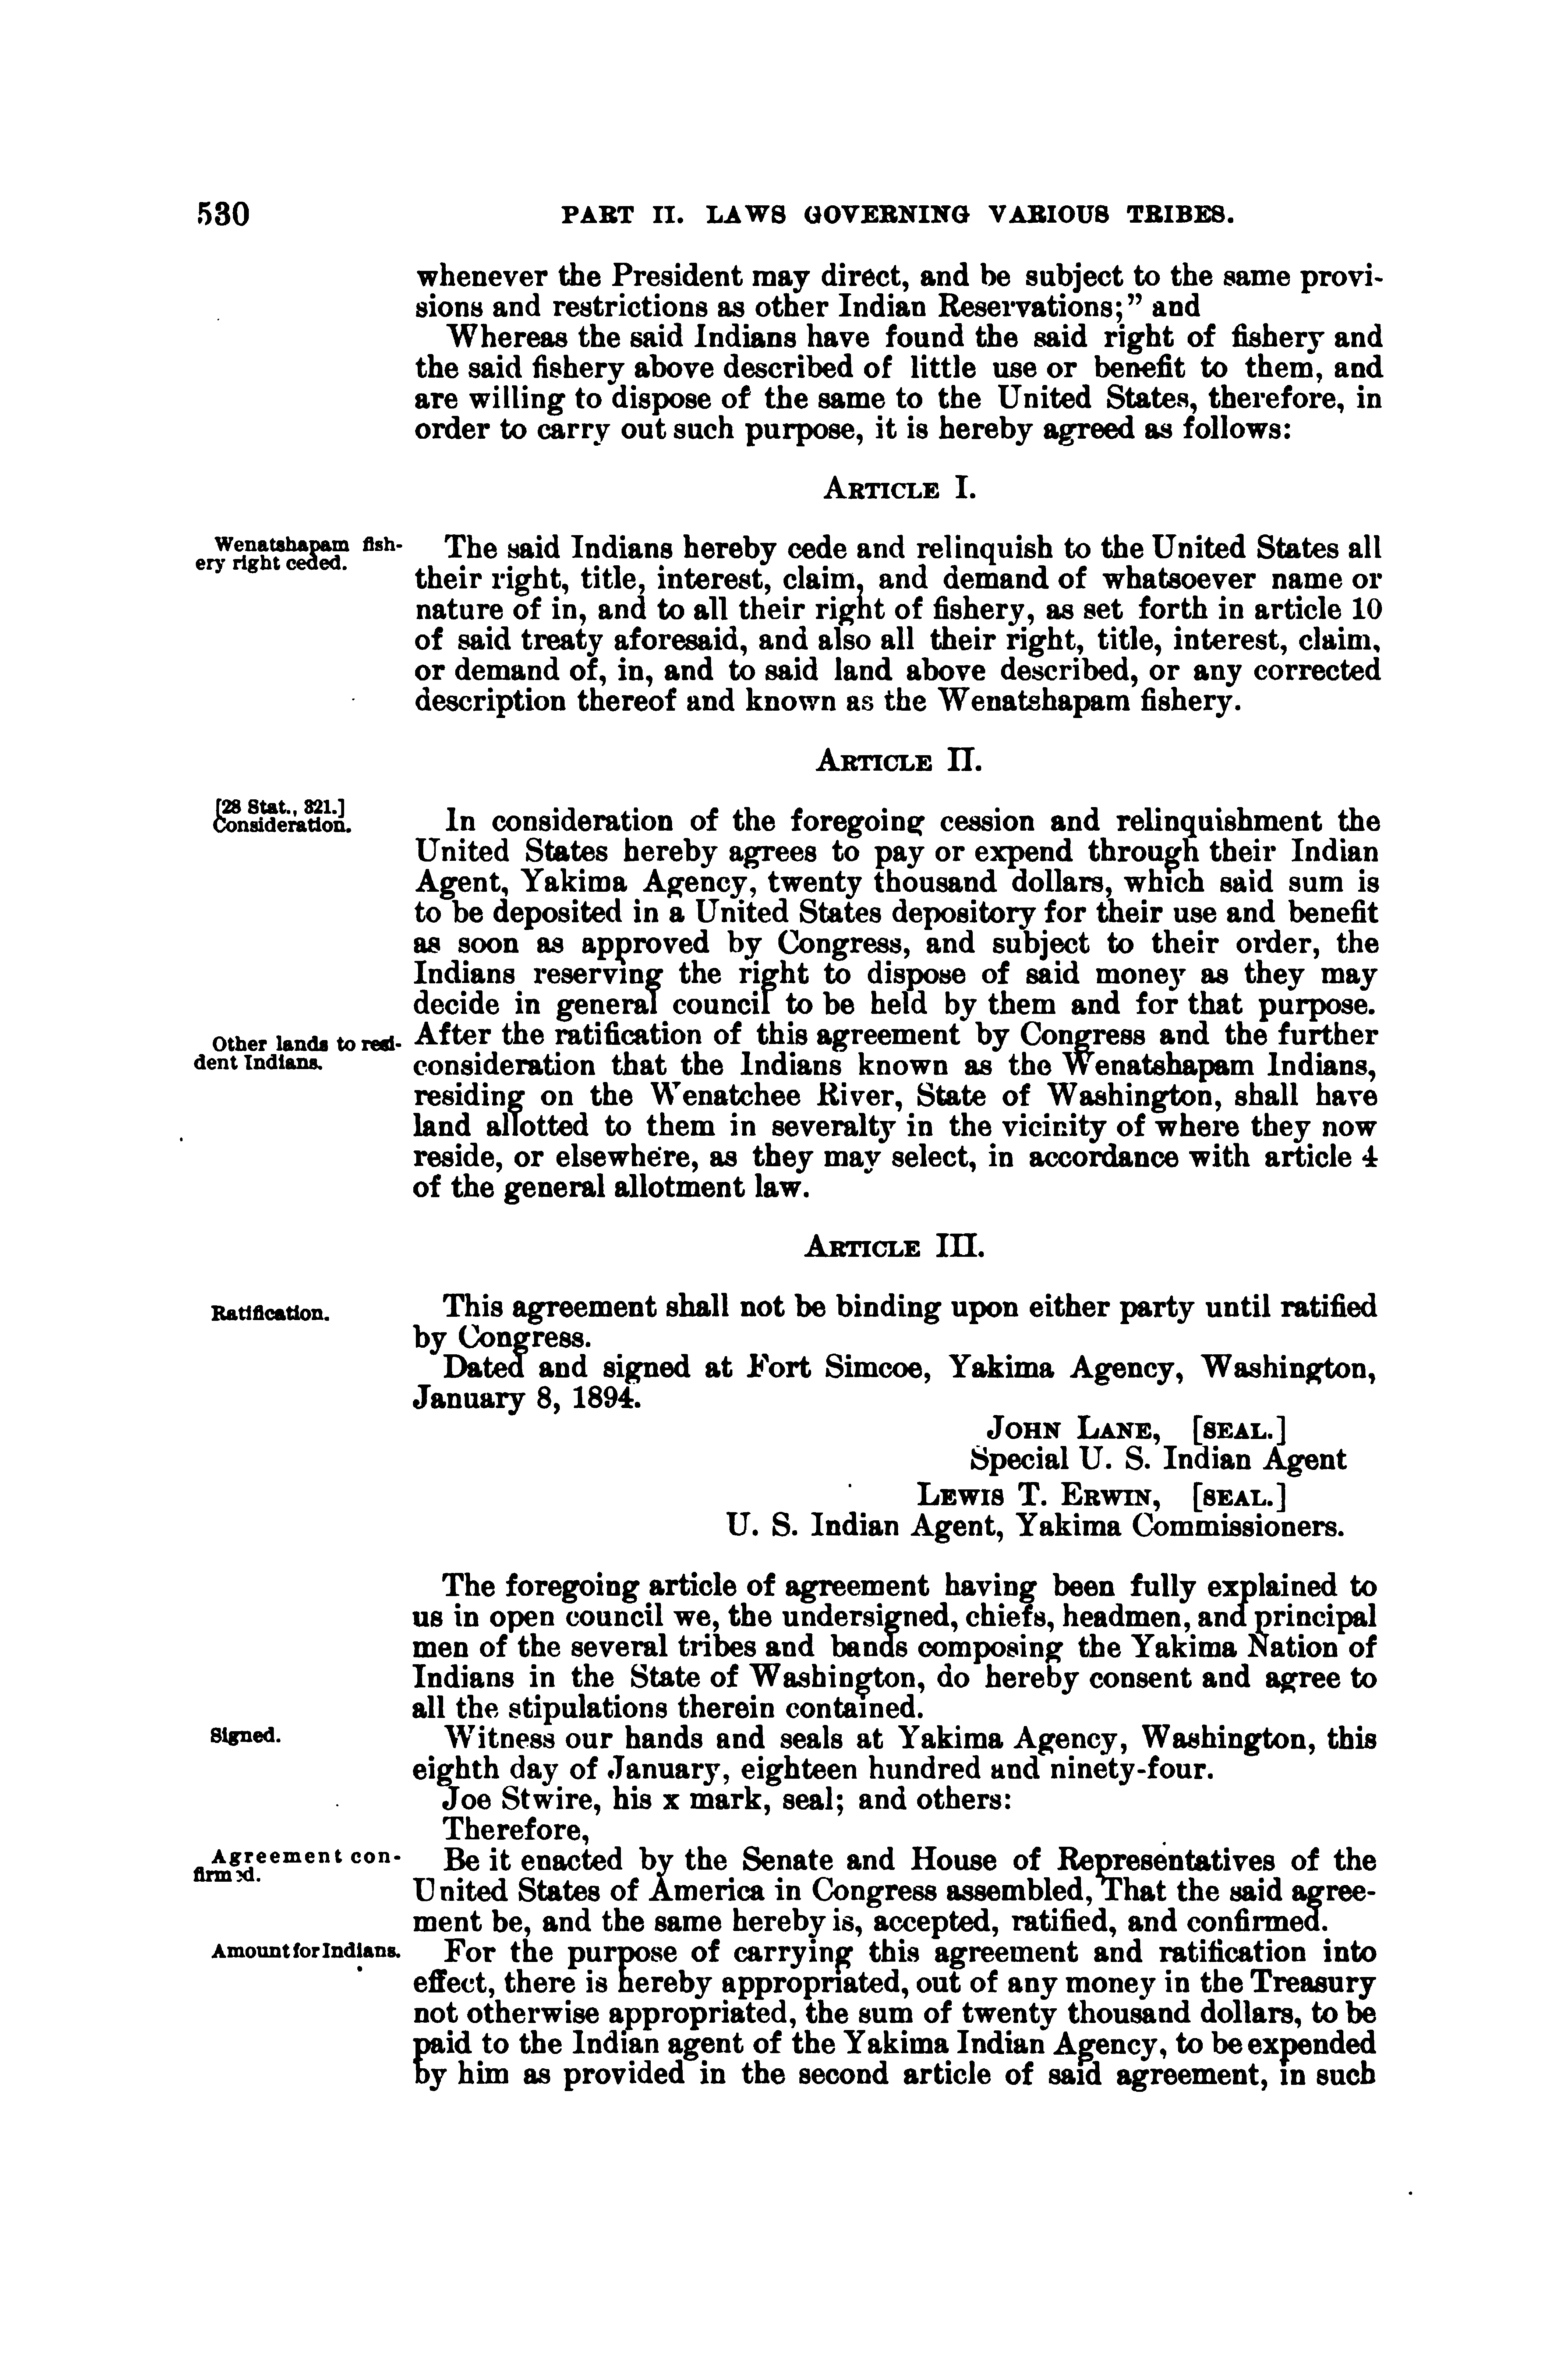 530
PART II. LAWS GOVERNING VARIOUS TRIBES.
whenever the President may direct, and be subject to the same provi-
sions and restrictions as other Indian Reservations;” and
Whereas the said Indians have found the said right of fishery and
the said fishery above described of little use or benefit to them, and
are willing to dispose of the same to the United States, therefore, in
order to carry out such purpose, it is hereby agreed as follows:
ARTICLE I.
Wenatshapam fish-
ery right ceded.
The said Indians hereby cede and relinquish to the United States all
their right, title, interest, claim, and demand of whatsoever name or
nature of in, and to all their right of fishery, as set forth in article 10
of said treaty aforesaid, and also all their right, title, interest, claim,
or demand of, in, and to said land above described, or any corrected
description thereof and known as the Wenatshapam fishery.
ARTICLE II.
[28 Stat., 321.]
Consideration.
In consideration of the foregoing cession and relinquishment the
United States hereby agrees to pay or expend through their Indian
Agent, Yakima Agency, twenty thousand dollars, which said sum is
to be deposited in a United States depository for their use and benefit
as soon as approved by Congress, and subject to their order, the
Indians reserving the right to dispose of said money as they may
decide in general council to be held by them and for that purpose.
Other lands to resi-
dent Indians.
After the ratification of this agreement by Congress and the further
consideration that the Indians known as the Wenatshapam Indians,
residing on the Wenatchee River, State of Washington, shall have
land allotted to them in severalty in the vicinity of where they now
reside, or elsewhere, as they may select, in accordance with article 4
of the general allotment law.
ARTICLE III.
Ratification.
This agreement shall not be binding upon either party until ratified
by Congress.
Dated and signed at Fort Simcoe, Yakima Agency, Washington,
January 8, 1894.
JOHN LANE, [SEAL.]
Special U. S. Indian Agent
LEWIS T. ERWIN, [SEAL.]
U. S. Indian Agent, Yakima Commissioners.
The foregoing article of agreement having been fully explained to
us in open council we, the undersigned, chiefs, headmen, and principal
men of the several tribes and bands composing the Yakima Nation of
Indians in the State of Washington, do hereby consent and agree to
all the stipulations therein contained.
Signed.
Witness our hands and seals at Yakima Agency, Washington, this
eighth day of January, eighteen hundred and ninety-four.
Joe Stwire, his x mark, seal; and others:
Therefore,
Agreement con-
firmed.
Be it enacted by the Senate and House of Representatives of the
United States of America in Congress assembled, That the said agree-
ment be, and the same hereby is, accepted, ratified, and confirmed.
Amount for Indians.
For the purpose of carrying this agreement and ratification into
effect, there is hereby appropriated, out of any money in the Treasury
not otherwise appropriated, the sum of twenty thousand dollars, to be
paid to the Indian agent of the Yakima Indian Agency, to be expended
by him as provided in the second article of said agreement, in such